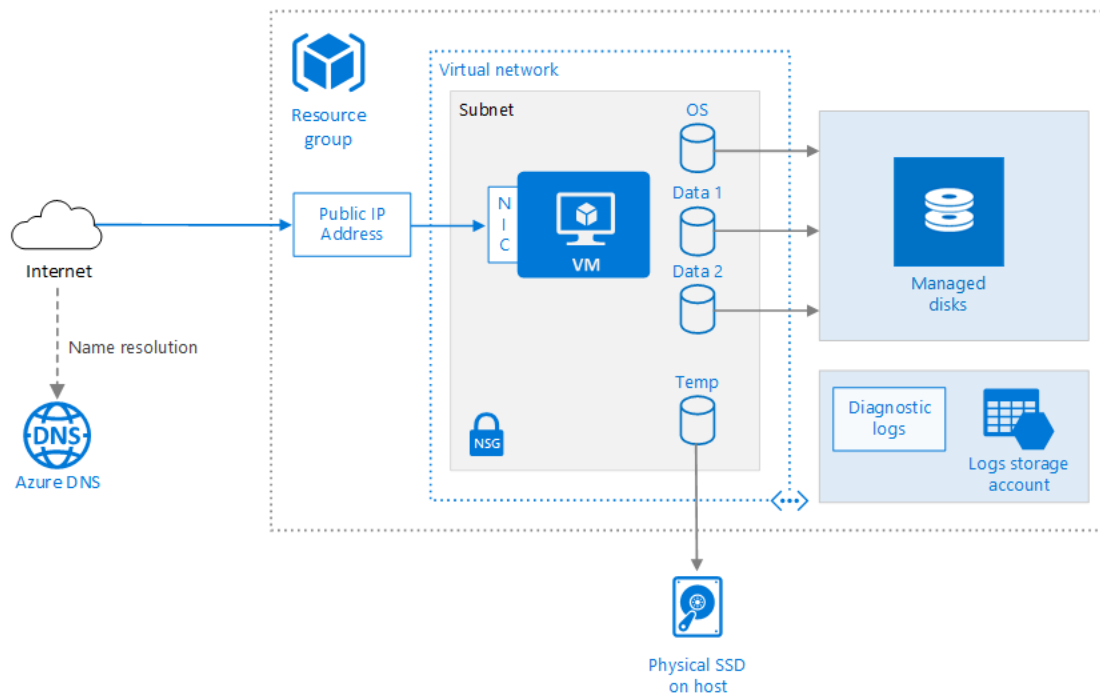 Resource
group
Virtual network
Subnet
OS
Data 1
Data 2
Temp
Public IP
Address
N
I
C
VM
NSG
Managed
disks
Diagnostic
logs
Logs storage
account
Internet
Name resolution
DNS
Azure DNS
Physical SSD
on host